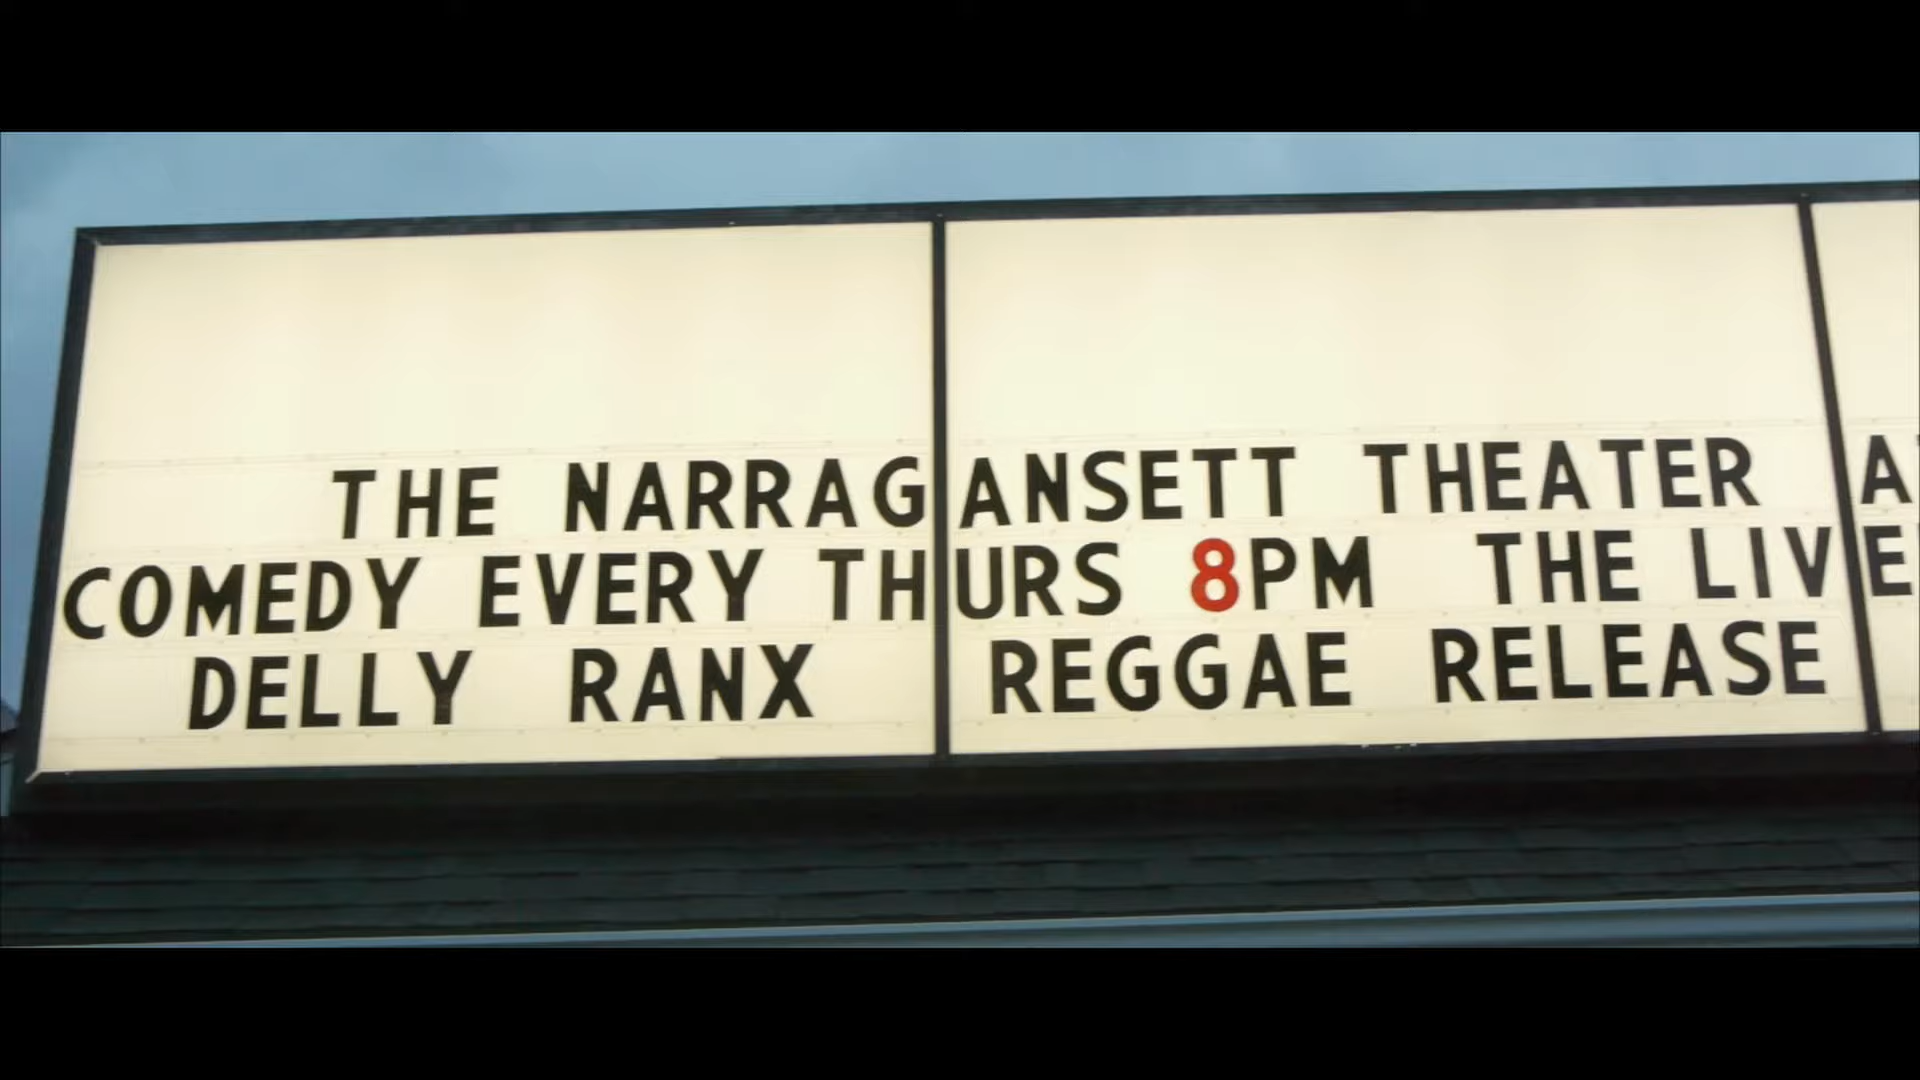 THE NARRAGANSETT THEATER A
COMEDY EVERY THURS 8PM THE LIVE
DELLY RANX REGGAE RELEASE